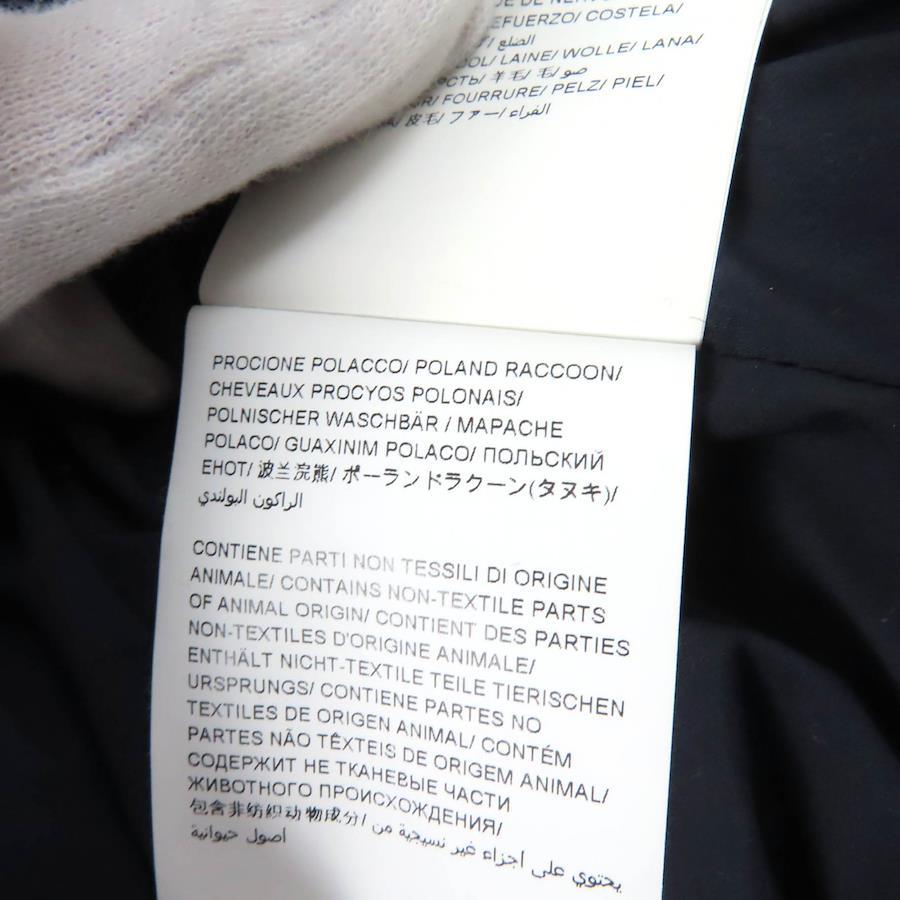 EFUERZO/ COSTELA/
الضلع /
LAINE/ WOLLE/ LANA/
羊毛/ 毛/ صو
FOURRURE/ PELZ/ PIEL/
皮毛/ ファー/ الفراء/
PROCIONE POLACCO/ POLAND RACCOON/
CHEVEAUX PROCYOS POLONAIS/
POLNISCHER WASCHBÄR / MAPACHE
POLACO/ GUAXINIM POLACO/ ПОЛЬСКИЙ
ЕНОТ/ 波兰浣熊/ ポーランドラクーン(タヌキ)/
الراكون البولندي
CONTIENE PARTI NON TESSILI DI ORIGINE
ANIMALE/ CONTAINS NON-TEXTILE PARTS
OF ANIMAL ORIGIN/ CONTIENT DES PARTIES
NON-TEXTILES D'ORIGINE ANIMALE/
ENTHÄLT NICHT-TEXTILE TEILE TIERISCHEN
URSPRUNGS/ CONTIENE PARTES NO
TEXTILES DE ORIGEN ANIMAL/ CONTÉM
PARTES NÃO TÊXTEIS DE ORIGEM ANIMAL/
СОДЕРЖИТ НЕ ТКАНЕВЫЕ ЧАСТИ
ЖИВОТНОГО ПРОИСХОЖДЕНИЯ/
包含非纺织动物成分/ يحتوي على اجزاء غير نسيجية من
اصول حيوانية